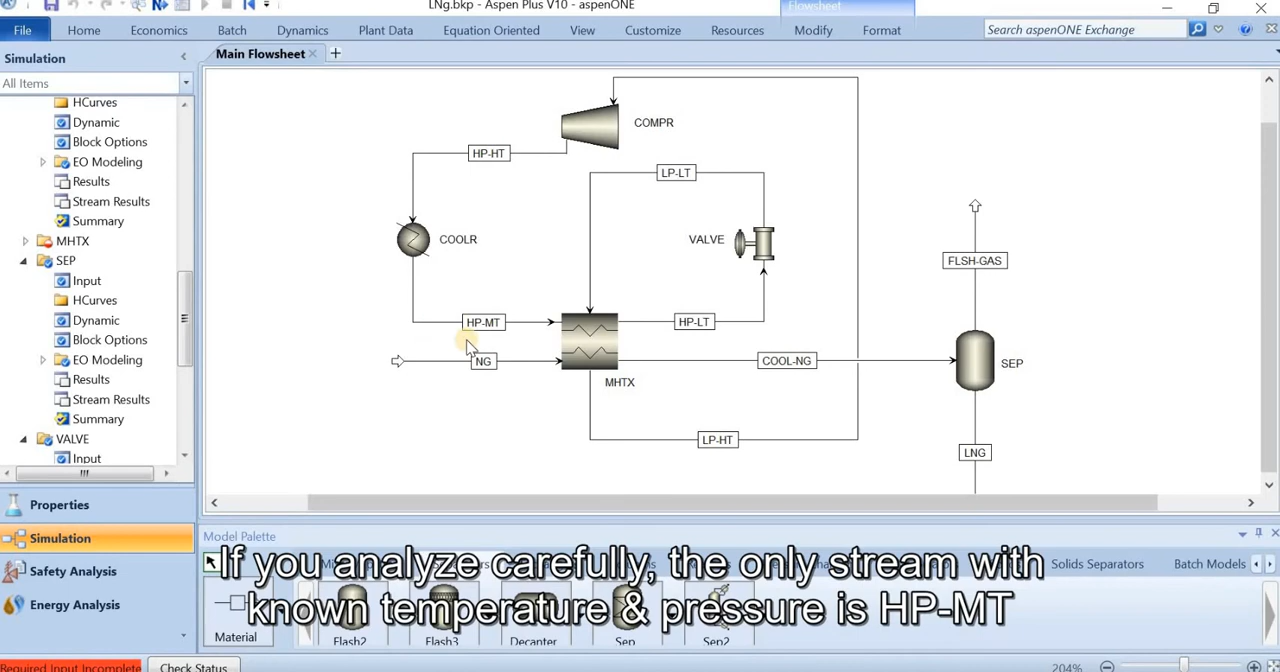 LNg.bkp - Aspen Plus V10 - aspenONE
Flowsheet
File Home Economics Batch Dynamics Plant Data Equation Oriented View Customize Resources Modify Format Search aspenONE Exchange
Simulation
Main Flowsheet
All Items
HCurves
Dynamic
Block Options
EO Modeling
Results
Stream Results
Summary
MHTX
SEP
Input
HCurves
Dynamic
Block Options
EO Modeling
Results
Stream Results
Summary
VALVE
Input
Properties
Simulation
Safety Analysis
Energy Analysis
COMPR
HP-HT
LP-LT
COOLR
VALVE
FLSH-GAS
HP-MT
HP-LT
NG
COOL-NG
SEP
MHTX
LP-HT
LNG
Model Palette
Solids Separators
Batch Models
If you analyze carefully, the only stream with
known temperature & pressure is HP-MT
Material
Flash2
Flash3
Decanter
Sep
Sep2
Required Input Incomplete
Check Status
204%